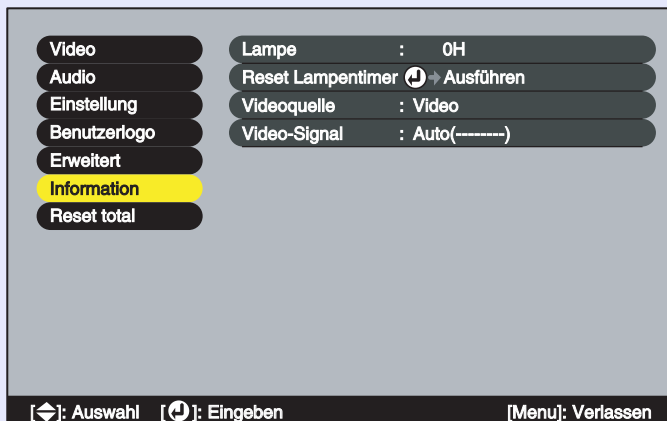 Video
Audio
Einstellung
Benutzerlogo
Erweitert
Information
Reset total
Lampe : 0H
Reset Lampentimer Ausführen
Videoquelle : Video
Video-Signal : Auto(--------)
[ ]: Auswahl [ ]: Eingeben [Menu]: Verlassen